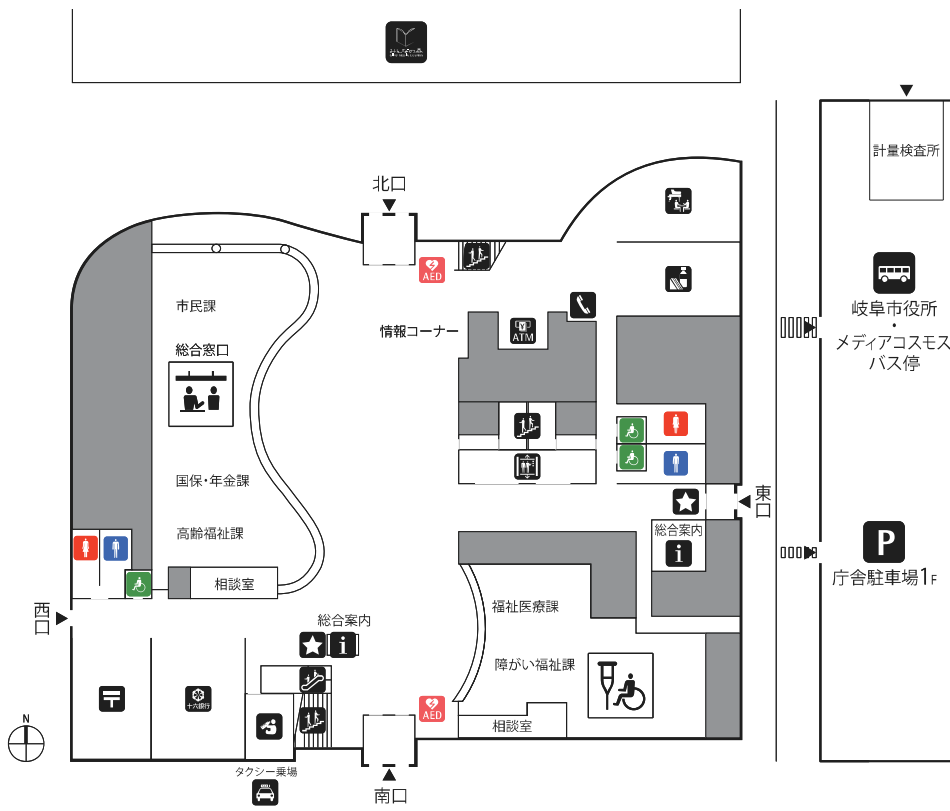 計量検査所
北口
AED
市民課
情報コーナー
ATM
岐阜市役所
・
メディアコスモス
バス停
総合窓口
国保・年金課
東口
高齢福祉課
総合案内
i
P
庁舎駐車場1F
相談室
西口
総合案内
i
福祉医療課
障がい福祉課
十六銀行
AED
相談室
N
タクシー乗場
南口